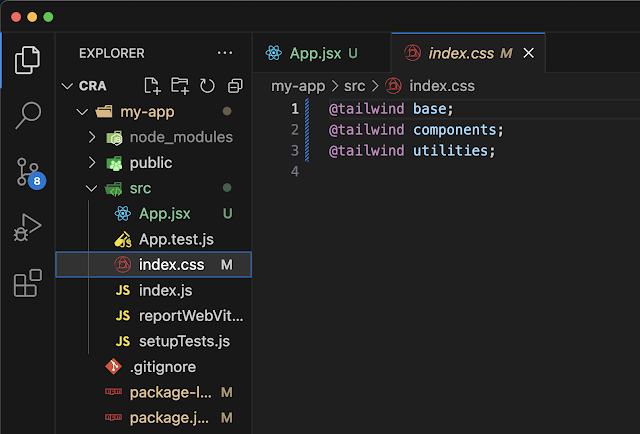 EXPLORER ...
CRA
my-app
node_modules
public
src
App.jsx U
App.test.js
index.css M
JS index.js
JS reportWebVit...
JS setupTests.js
.gitignore
package-l... M
package.j... M
8
App.jsx U
index.css M
my-app > src > index.css
1 @tailwind base;
2 @tailwind components;
3 @tailwind utilities;
4